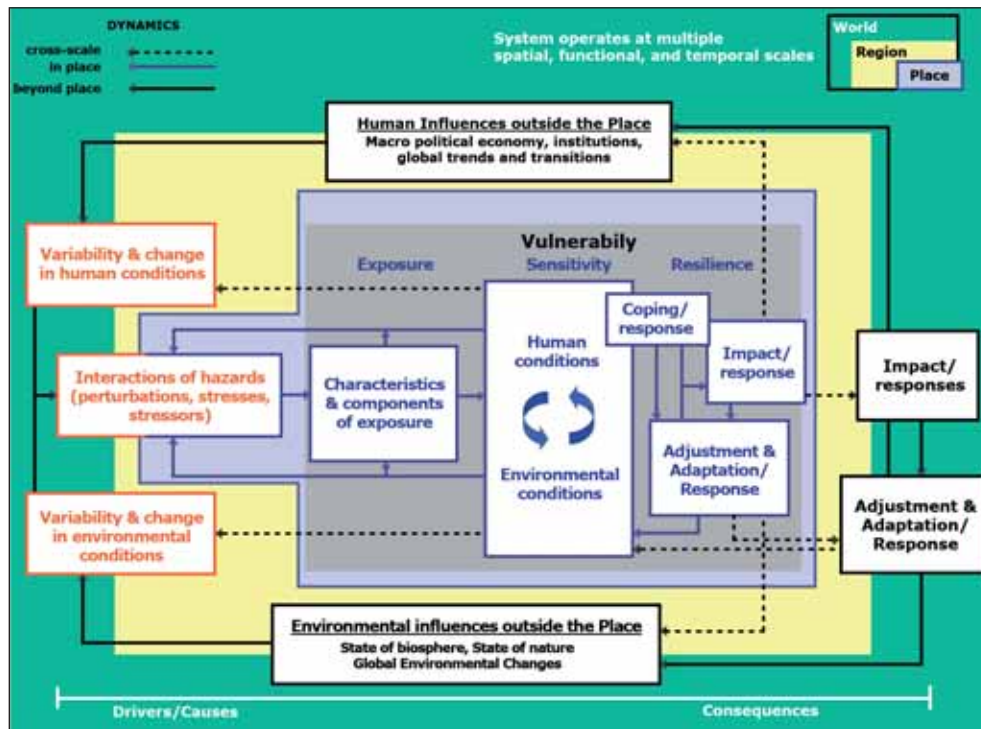 DYNAMICS
cross-scale
in place
beyond place
System operates at multiple
spatial, functional, and temporal scales
World
Region
Place
Human Influences outside the Place
Macro political economy, institutions,
global trends and transitions
Vulnerabily
Exposure
Sensitivity
Resilience
Variability & change
in human conditions
Interactions of hazards
(perturbations, stresses,
stressors)
Variability & change
in environmental
conditions
Characteristics
& components
of exposure
Human
conditions
Environmental
conditions
Coping/
response
Impact/
response
Adjustment &
Adaptation/
Response
Impact/
responses
Adjustment &
Adaptation/
Response
Environmental influences outside the Place
State of biosphere, State of nature
Global Environmental Changes
Drivers/Causes
Consequences